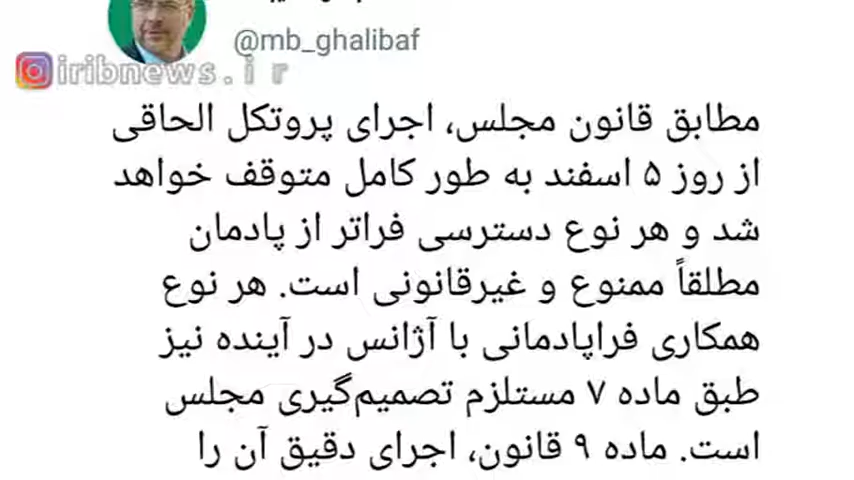 @mb_ghalibaf
iribnews.ir
مطابق قانون مجلس، اجرای پروتکل الحاقی
از روز ۵ اسفند به طور کامل متوقف خواهد
شد و هر نوع دسترسی فراتر از پادمان
مطلقاً ممنوع و غیرقانونی است. هر نوع
همکاری فراپادمانی با آژانس در آینده نیز
طبق ماده ۷ مستلزم تصمیم‌گیری مجلس
است. ماده ۹ قانون، اجرای دقیق آن را